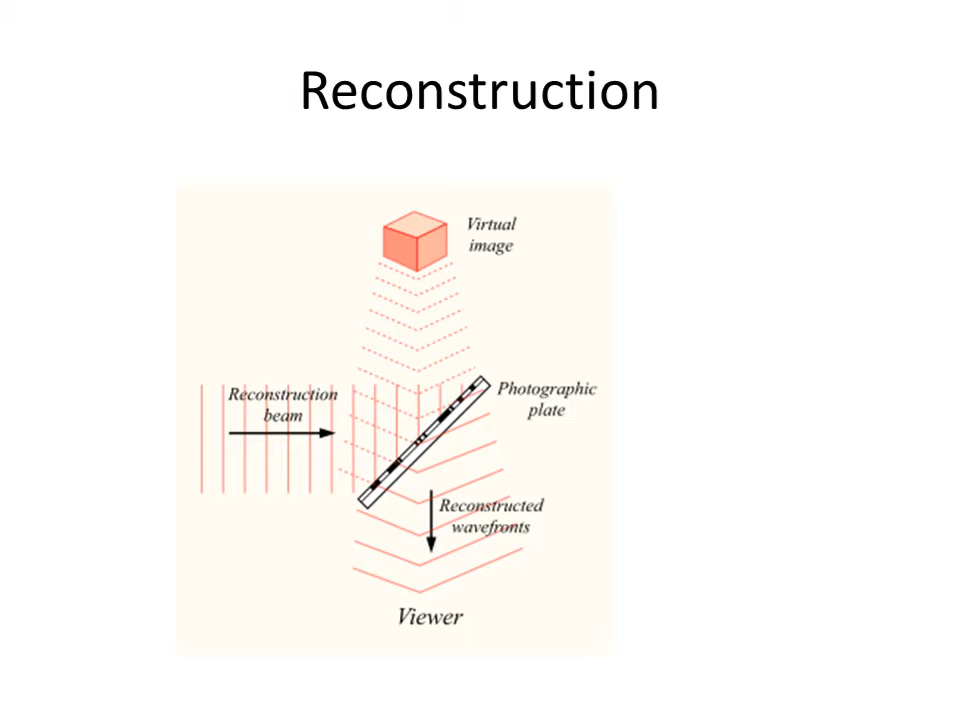 Reconstruction
Virtual
image
Reconstruction
beam
Photographic
plate
Reconstructed
wavefronts
Viewer